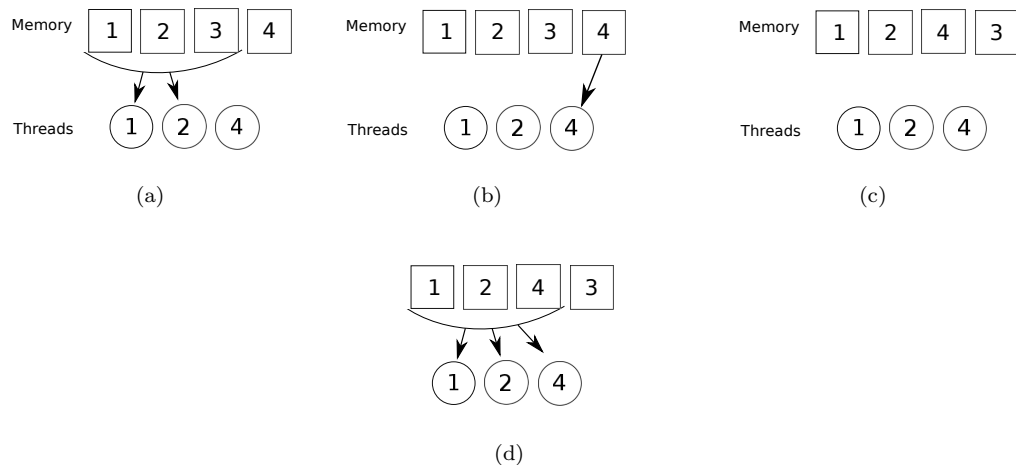 Memory 1 2 3 4
Threads 1 2 4
(a)
Memory 1 2 3 4
Threads 1 2 4
(b)
Memory 1 2 4 3
Threads 1 2 4
(c)
1 2 4 3
1 2 4
(d)